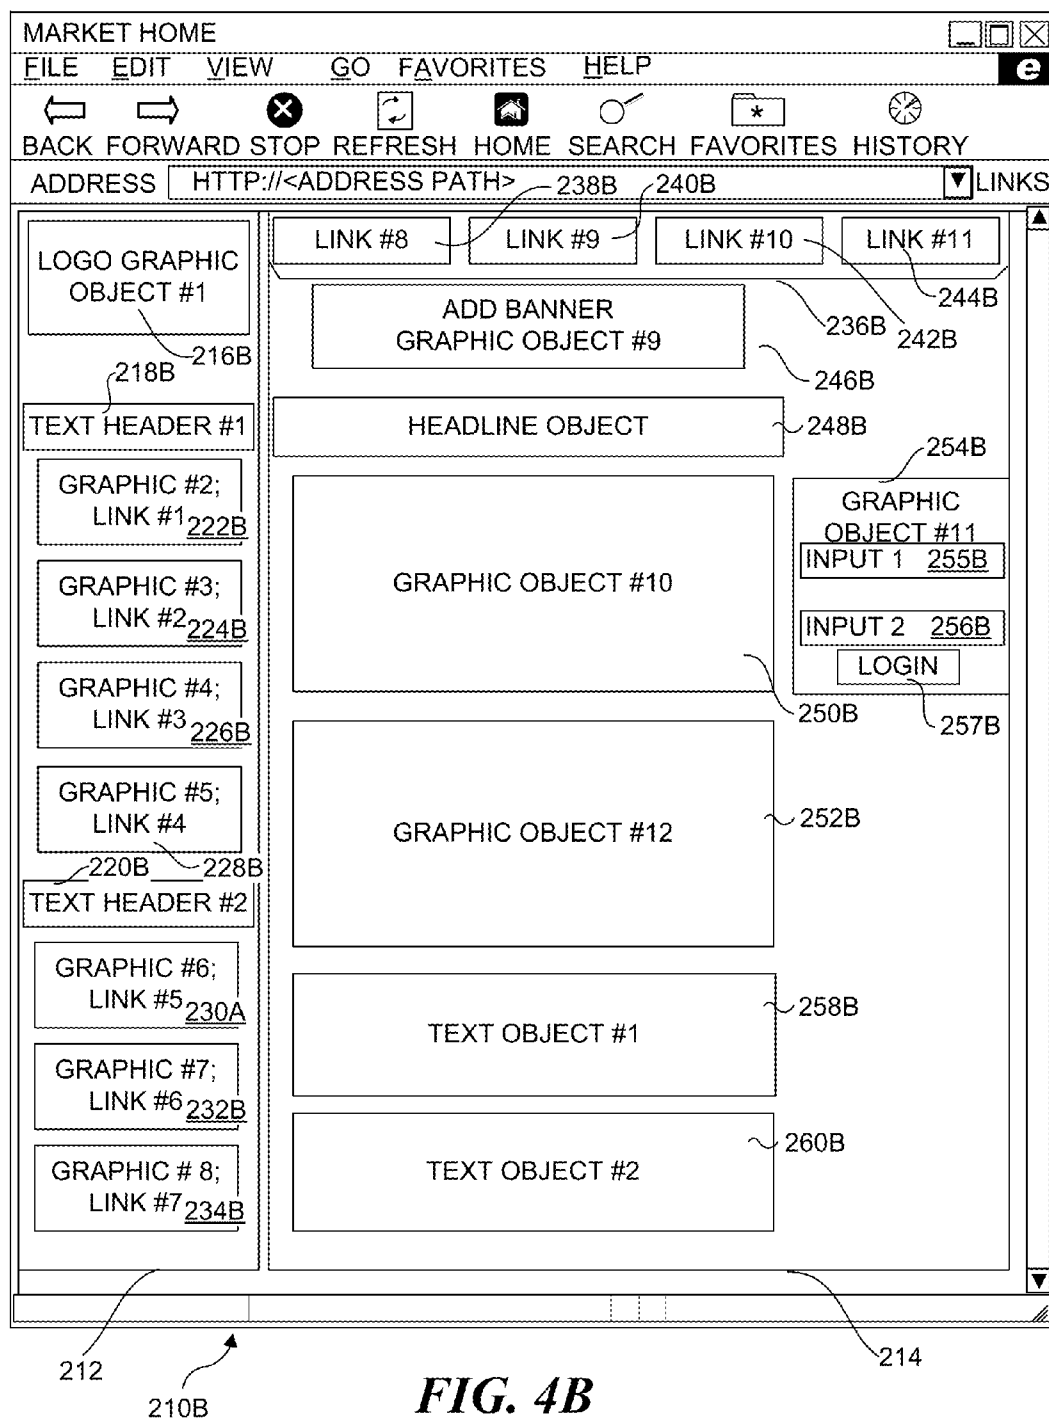 MARKET HOME
FILE EDIT VIEW GO FAVORITES HELP
e
BACK FORWARD STOP REFRESH HOME SEARCH FAVORITES HISTORY
ADDRESS HTTP://<ADDRESS PATH> LINKS
238B 240B
LOGO GRAPHIC
OBJECT #1
216B
218B
TEXT HEADER #1
GRAPHIC #2;
LINK #1 222B
GRAPHIC #3;
LINK #2 224B
GRAPHIC #4;
LINK #3 226B
GRAPHIC #5;
LINK #4
220B 228B
TEXT HEADER #2
GRAPHIC #6;
LINK #5 230A
GRAPHIC #7;
LINK #6 232B
GRAPHIC # 8;
LINK #7 234B
LINK #8 LINK #9 LINK #10 LINK #11
244B
236B 242B
ADD BANNER
GRAPHIC OBJECT #9
246B
HEADLINE OBJECT 248B
254B
GRAPHIC OBJECT #10
250B
GRAPHIC
OBJECT #11
INPUT 1 255B
INPUT 2 256B
LOGIN
257B
GRAPHIC OBJECT #12 252B
TEXT OBJECT #1 258B
TEXT OBJECT #2 260B
212 214
210B
FIG. 4B